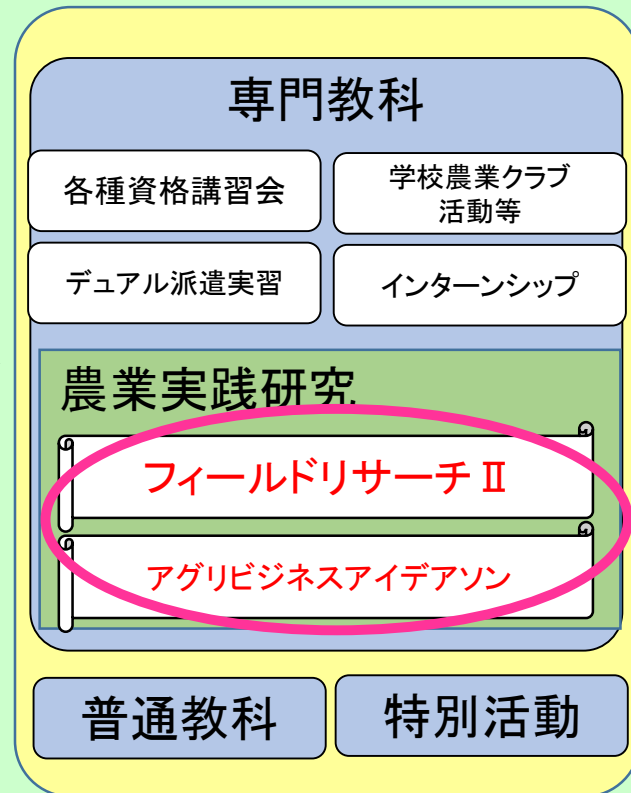 専門教科
各種資格講習会
学校農業クラブ
活動等
デュアル派遣実習
インターンシップ
農業実践研究
フィールドリサーチⅡ
アグリビジネスアイデアソン
普通教科
特別活動